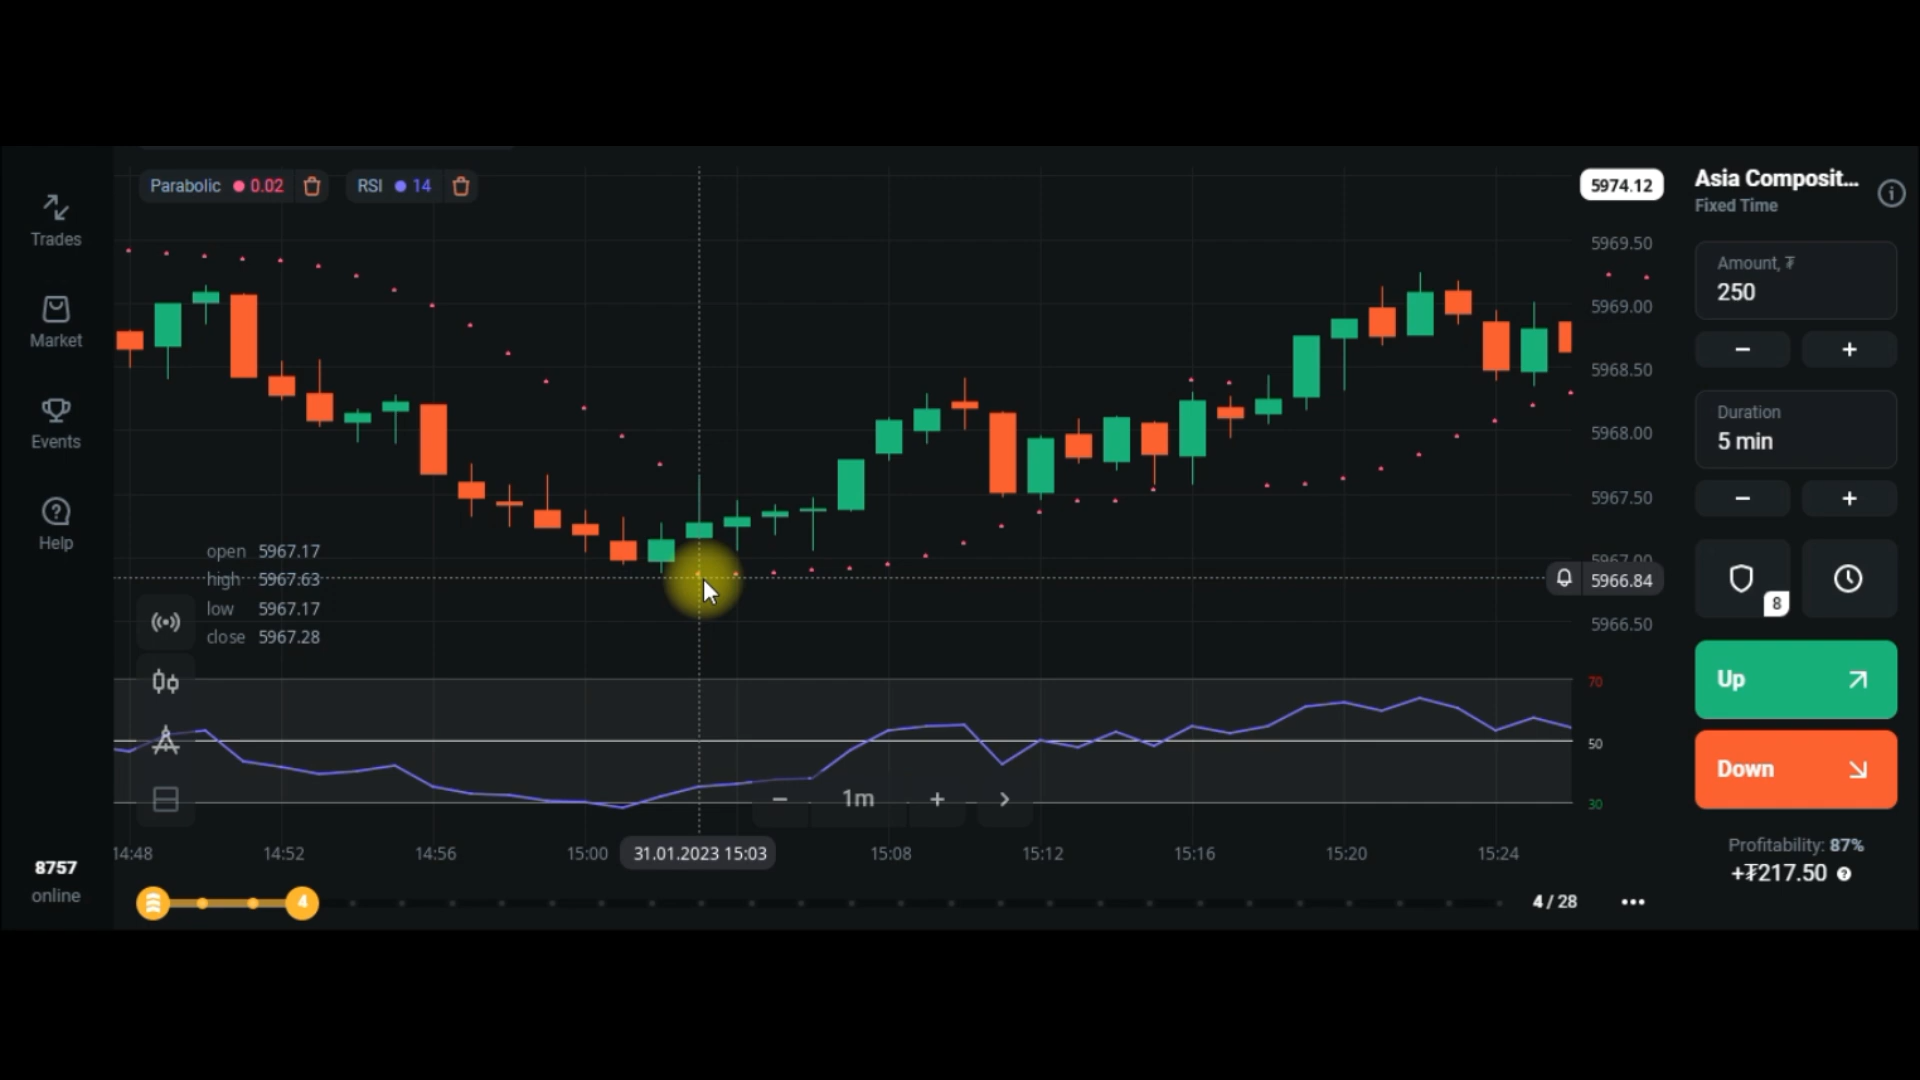 Parabolic 0.02
RSI 14
Trades
Market
Events
Help
8757
online
open 5967.17
high 5967.63
low 5967.17
close 5967.28
5974.12
5969.50
5969.00
5968.50
5968.00
5967.50
5967.00
5966.84
5966.50
70
50
30
− 1m + >
14:48 14:52 14:56 15:00 31.01.2023 15:03 15:08 15:12 15:16 15:20 15:24
4
4 / 28
•••
Asia Composit...
Fixed Time
Amount, ₮
250
− +
Duration
5 min
− +
8
Up
Down
Profitability: 87%
+₮217.50